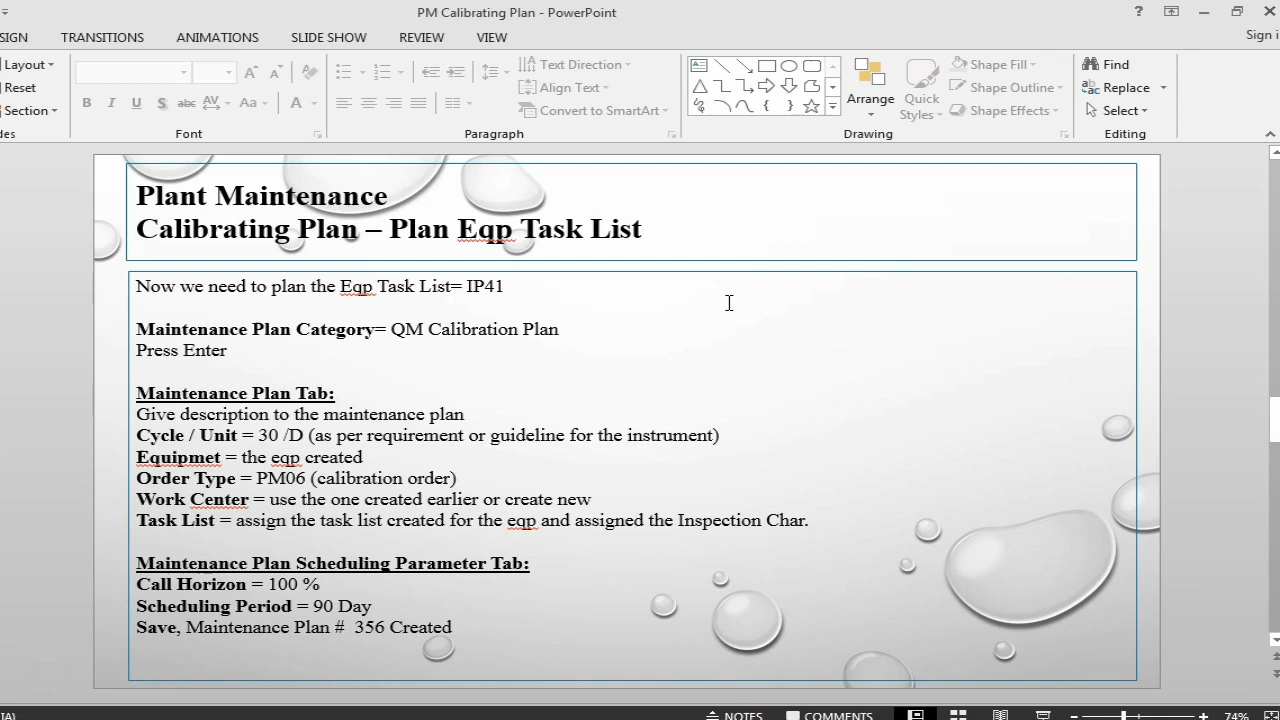 PM Calibrating Plan - PowerPoint
SIGN TRANSITIONS ANIMATIONS SLIDE SHOW REVIEW VIEW Sign i
Layout
Reset
Section
des
B I U S abc AV Aa A
Font
Text Direction
Align Text
Convert to SmartArt
Paragraph
Arrange
Quick
Styles
Shape Fill
Shape Outline
Shape Effects
Drawing
Find
Replace
Select
Editing
Plant Maintenance
Calibrating Plan – Plan Eqp Task List
Now we need to plan the Eqp Task List= IP41
Maintenance Plan Category= QM Calibration Plan
Press Enter
Maintenance Plan Tab:
Give description to the maintenance plan
Cycle / Unit = 30 /D (as per requirement or guideline for the instrument)
Equipmet = the eqp created
Order Type = PM06 (calibration order)
Work Center = use the one created earlier or create new
Task List = assign the task list created for the eqp and assigned the Inspection Char.
Maintenance Plan Scheduling Parameter Tab:
Call Horizon = 100 %
Scheduling Period = 90 Day
Save, Maintenance Plan # 356 Created
IA) NOTES COMMENTS 74%